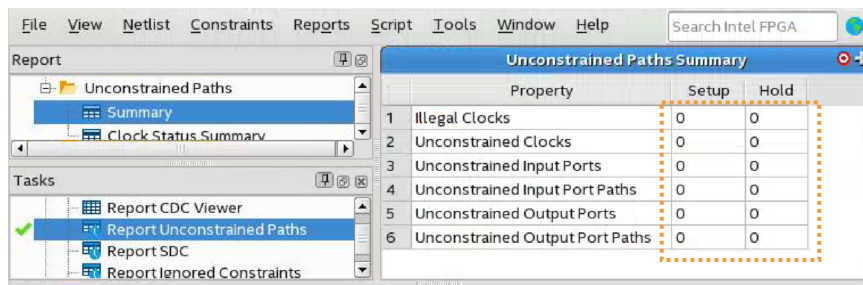 File View Netlist Constraints Reports Script Tools Window Help Search Intel FPGA
Report
Unconstrained Paths
Summary
Clock Status Summary
Tasks
Report CDC Viewer
Report Unconstrained Paths
Report SDC
Report Ignored Constraints
Unconstrained Paths Summary
Property Setup Hold
1 Illegal Clocks 0 0
2 Unconstrained Clocks 0 0
3 Unconstrained Input Ports 0 0
4 Unconstrained Input Port Paths 0 0
5 Unconstrained Output Ports 0 0
6 Unconstrained Output Port Paths 0 0